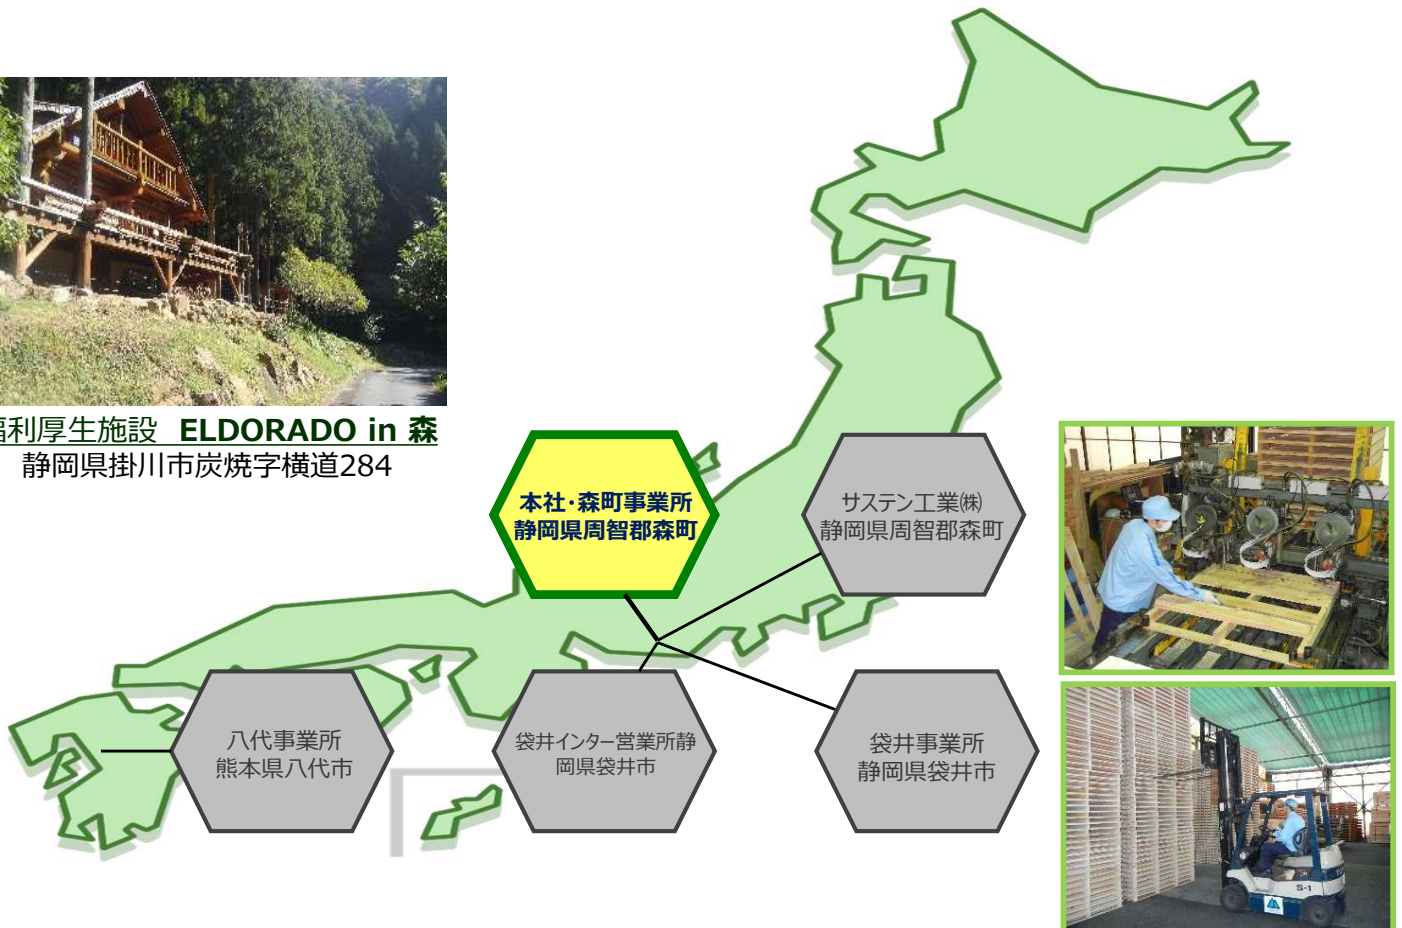 福利厚生施設 ELDORADO in 森
静岡県掛川市炭焼字横道284
本社・森町事業所
静岡県周智郡森町
サステン工業㈱
静岡県周智郡森町
八代事業所
熊本県八代市
袋井インター営業所静
岡県袋井市
袋井事業所
静岡県袋井市
S-1